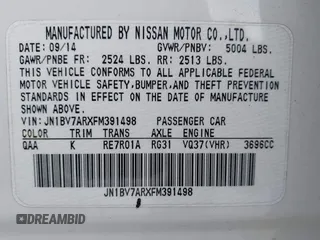 MANUFACTURED BY NISSAN MOTOR CO.,LTD.
DATE: 09/14 GVWR/PNBV: 5004 LBS.
GAWR/PNBE FR: 2524 LBS. RR: 2513 LBS.
THIS VEHICLE CONFORMS TO ALL APPLICABLE FEDERAL
MOTOR VEHICLE SAFETY,BUMPER,AND THEFT PREVENTION
STANDARDS IN EFFECT ON THE DATE OF MANUFACTURE
SHOWN ABOVE.
VIN: JN1BV7ARXFM391498 PASSENGER CAR
COLOR TRIM TRANS AXLE ENGINE
QAA K RE7R01A RG31 VQ37(VHR) 3696CC
JN1BV7ARXFM391498
DREAMBID